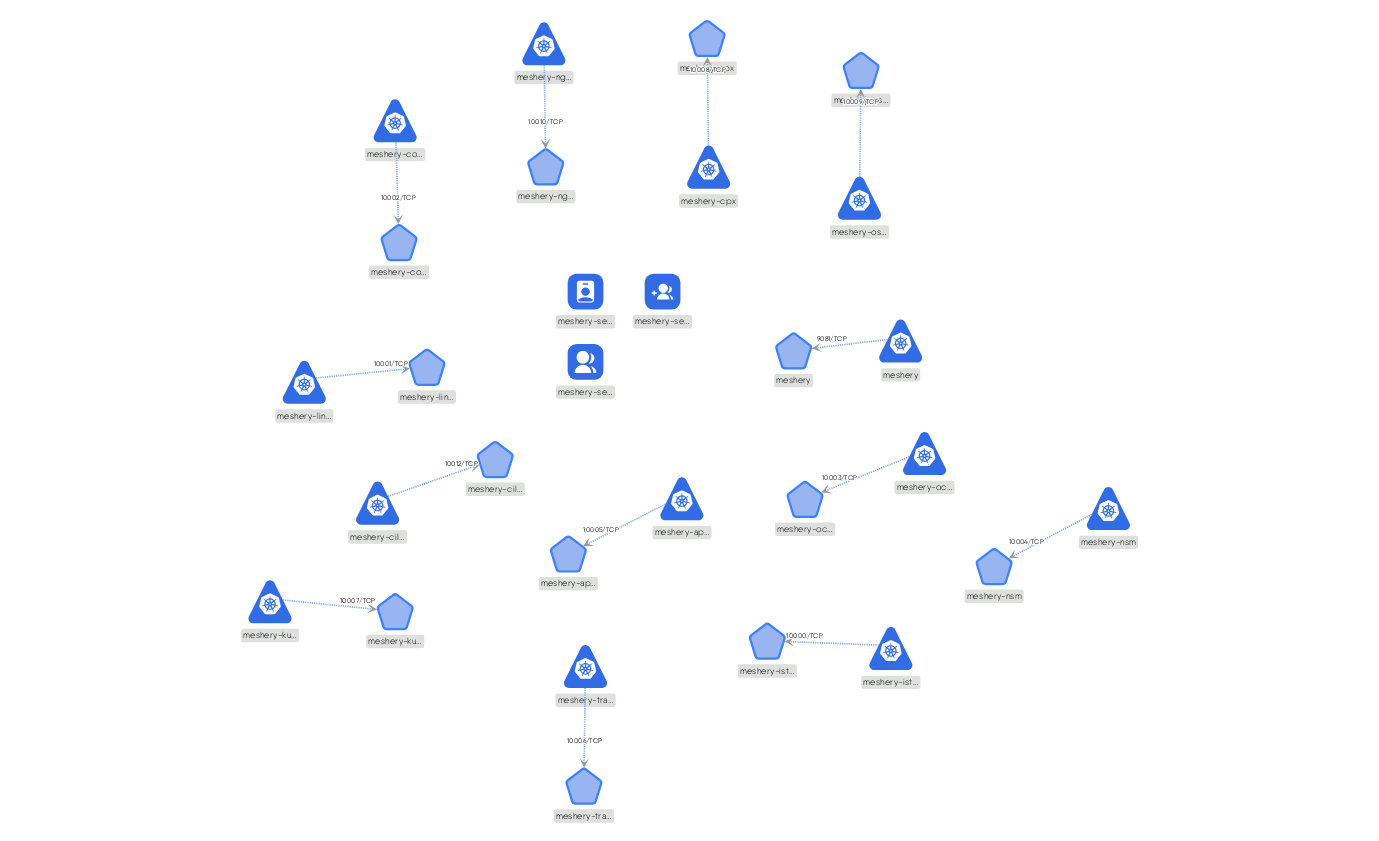 meshery-ng...
10010/TCP
meshery-ng...
10008/TCP
meshery-cpx
10009/TCP
meshery-os...
meshery-co...
10002/TCP
meshery-co...
meshery-se...
meshery-se...
meshery-se...
9081/TCP
meshery
meshery
10001/TCP
meshery-lin...
meshery-lin...
10012/TCP
meshery-cil...
meshery-cil...
10005/TCP
meshery-ap...
meshery-ap...
10003/TCP
meshery-oc...
meshery-oc...
10004/TCP
meshery-nsm
meshery-nsm
10007/TCP
meshery-ku...
meshery-ku...
10000/TCP
meshery-ist...
meshery-ist...
meshery-tra...
10006/TCP
meshery-tra...